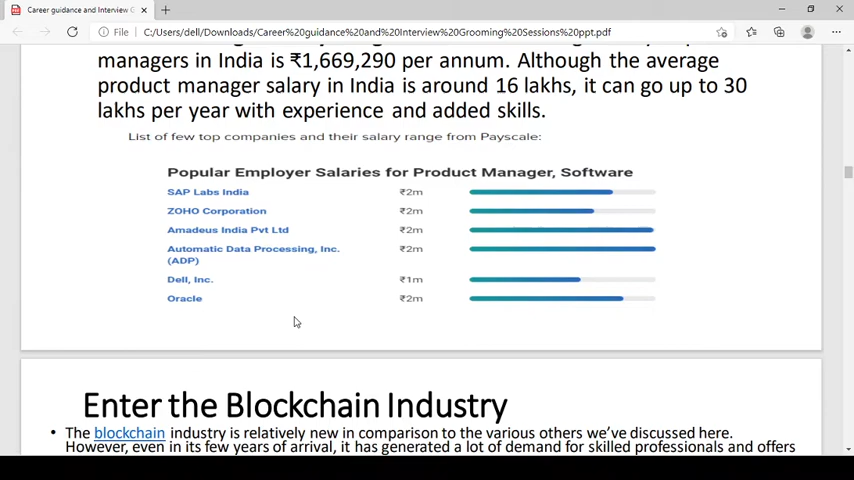 Career guidance and Interview G
File
C:/Users/dell/Downloads/Career%20guidance%20and%20Interview%20Grooming%20Sessions%20ppt.pdf
managers in India is ₹1,669,290 per annum. Although the average
product manager salary in India is around 16 lakhs, it can go up to 30
lakhs per year with experience and added skills.
List of few top companies and their salary range from Payscale:
Popular Employer Salaries for Product Manager, Software
SAP Labs India ₹2m
ZOHO Corporation ₹2m
Amadeus India Pvt Ltd ₹2m
Automatic Data Processing, Inc. ₹2m
(ADP)
Dell, Inc. ₹1m
Oracle ₹2m
Enter the Blockchain Industry
• The blockchain industry is relatively new in comparison to the various others we've discussed here.
However, even in its few years of arrival, it has generated a lot of demand for skilled professionals and offers